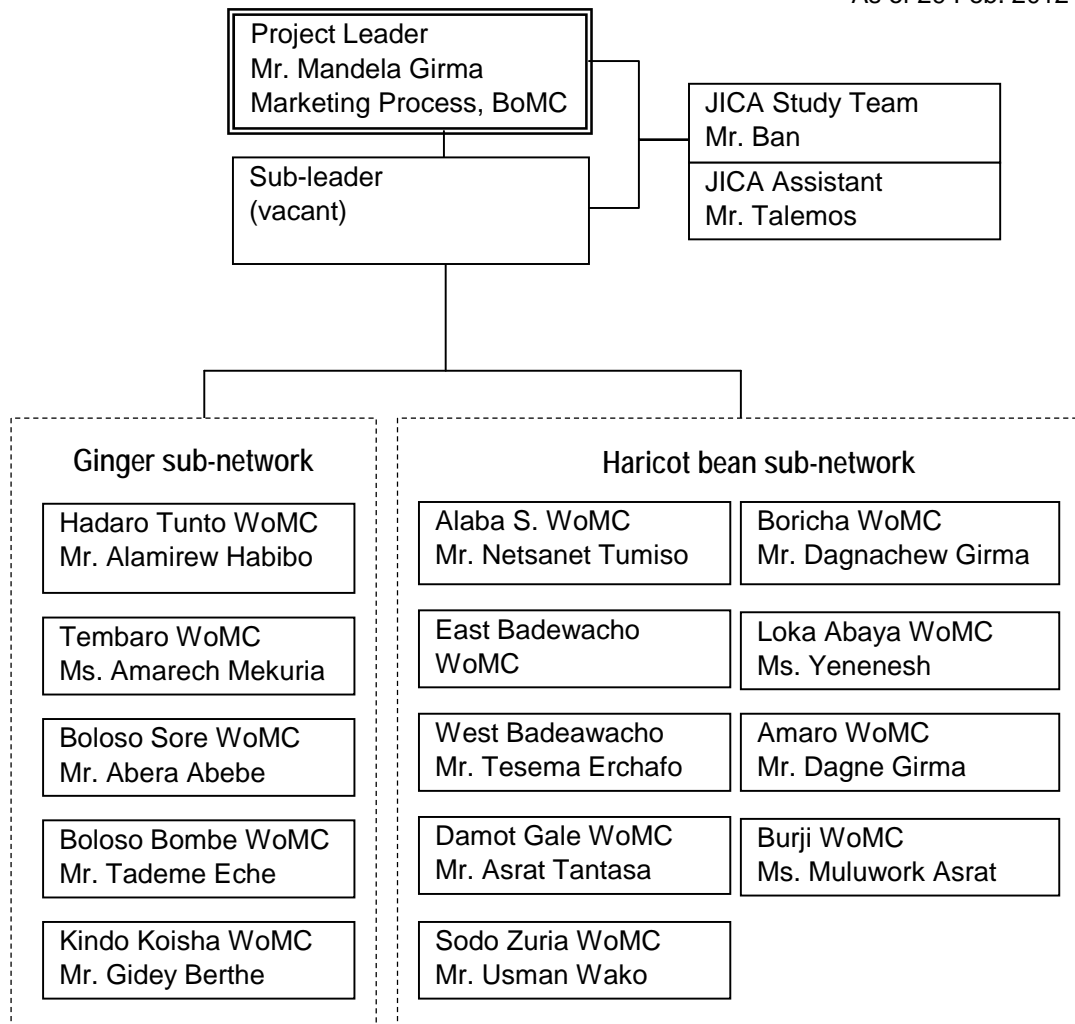 Project Leader
Mr. Mandela Girma
Marketing Process, BoMC
JICA Study Team
Mr. Ban
JICA Assistant
Mr. Talemos
Sub-leader
(vacant)
Ginger sub-network
Hadaro Tunto WoMC
Mr. Alamirew Habibo
Tembaro WoMC
Ms. Amarech Mekuria
Boloso Sore WoMC
Mr. Abera Abebe
Boloso Bombe WoMC
Mr. Tademe Eche
Kindo Koisha WoMC
Mr. Gidey Berthe
Haricot bean sub-network
Alaba S. WoMC
Mr. Netsanet Tumiso
East Badewacho
WoMC
West Badeawacho
Mr. Tesema Erchafo
Damot Gale WoMC
Mr. Asrat Tantasa
Sodo Zuria WoMC
Mr. Usman Wako
Boricha WoMC
Mr. Dagnachew Girma
Loka Abaya WoMC
Ms. Yenenesh
Amaro WoMC
Mr. Dagne Girma
Burji WoMC
Ms. Muluwork Asrat